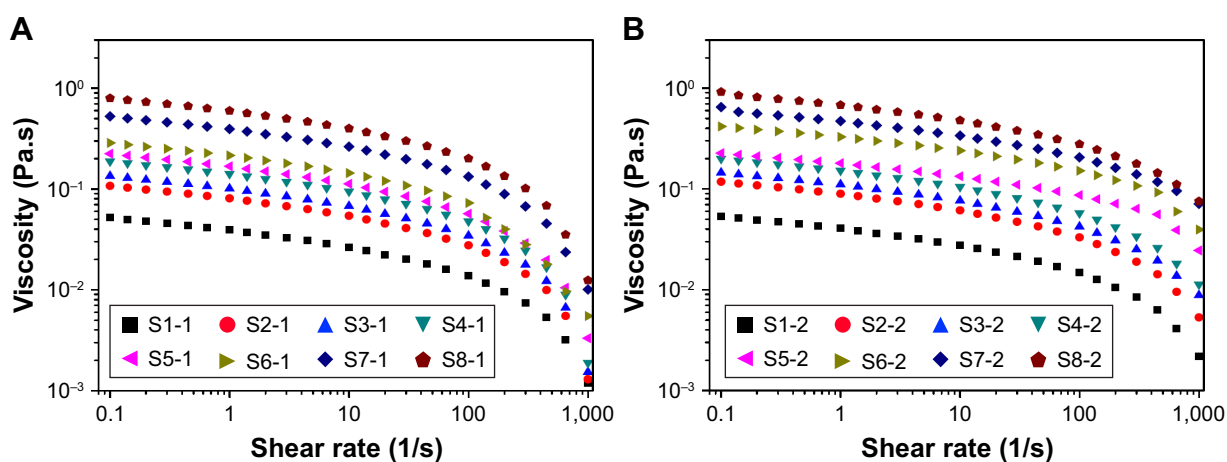 A
Viscosity (Pa.s)
10⁰
10⁻¹
10⁻²
10⁻³
S1-1 S2-1 S3-1 S4-1
S5-1 S6-1 S7-1 S8-1
0.1 1 10 100 1,000
Shear rate (1/s)
B
Viscosity (Pa.s)
10⁰
10⁻¹
10⁻²
10⁻³
S1-2 S2-2 S3-2 S4-2
S5-2 S6-2 S7-2 S8-2
0.1 1 10 100 1,000
Shear rate (1/s)